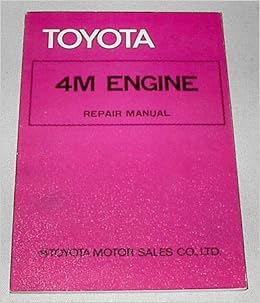 TOYOTA
4M ENGINE
REPAIR MANUAL
TOYOTA MOTOR SALES CO., LTD.